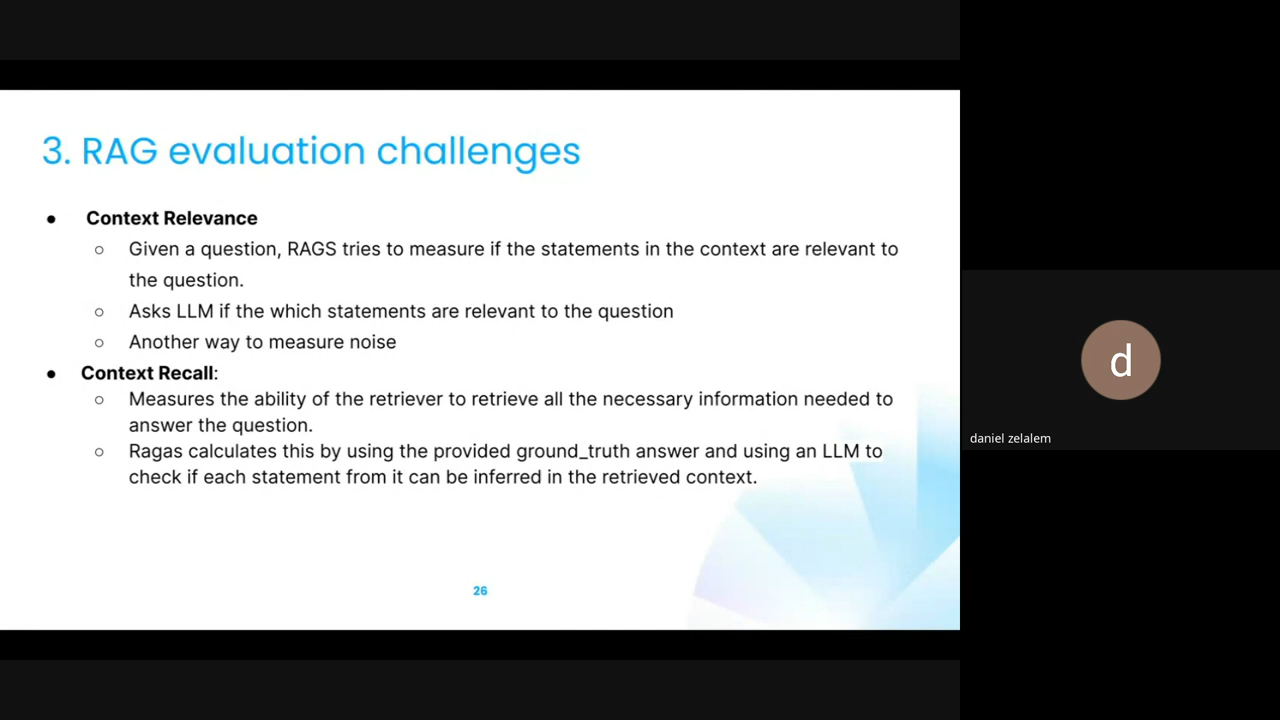 3. RAG evaluation challenges
● Context Relevance
○ Given a question, RAGS tries to measure if the statements in the context are relevant to
the question.
○ Asks LLM if the which statements are relevant to the question
○ Another way to measure noise
● Context Recall:
○ Measures the ability of the retriever to retrieve all the necessary information needed to
answer the question.
○ Ragas calculates this by using the provided ground_truth answer and using an LLM to
check if each statement from it can be inferred in the retrieved context.
26
d
daniel zelalem